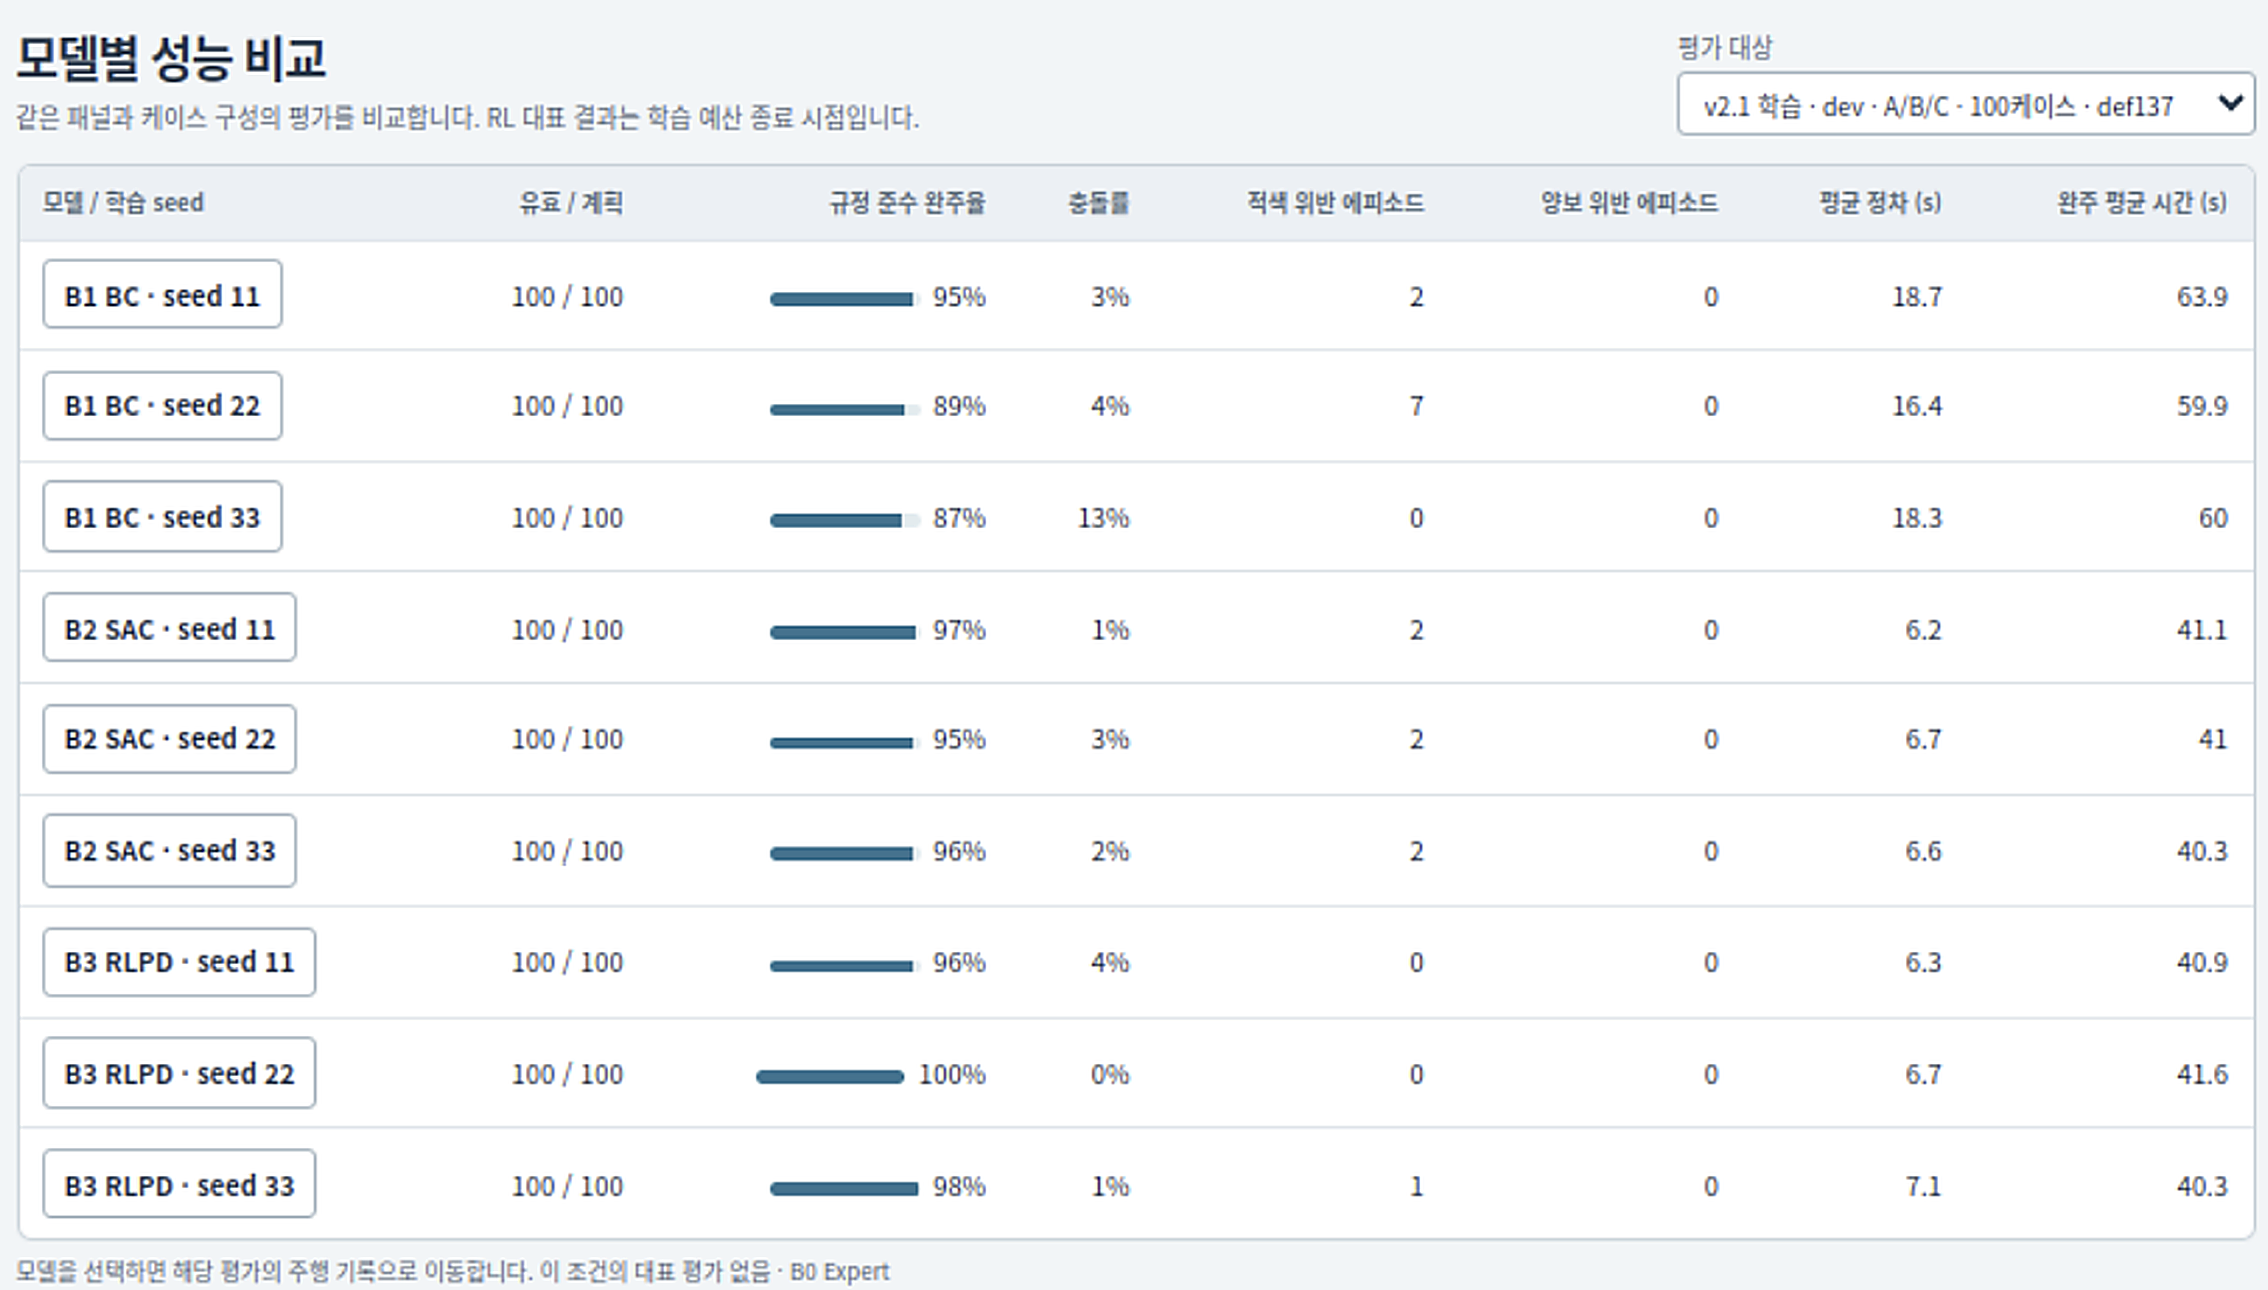 모델별 성능 비교
같은 패널과 케이스 구성의 평가를 비교합니다. RL 대표 결과는 학습 예산 종료 시점입니다.
평가 대상
v2.1 학습 · dev · A/B/C · 100케이스 · def137
모델 / 학습 seed 유효 / 계획 규정 준수 완주율 충돌률 적색 위반 에피소드 양보 위반 에피소드 평균 정차 (s) 완주 평균 시간 (s)
B1 BC · seed 11 100 / 100 95% 3% 2 0 18.7 63.9
B1 BC · seed 22 100 / 100 89% 4% 7 0 16.4 59.9
B1 BC · seed 33 100 / 100 87% 13% 0 0 18.3 60
B2 SAC · seed 11 100 / 100 97% 1% 2 0 6.2 41.1
B2 SAC · seed 22 100 / 100 95% 3% 2 0 6.7 41
B2 SAC · seed 33 100 / 100 96% 2% 2 0 6.6 40.3
B3 RLPD · seed 11 100 / 100 96% 4% 0 0 6.3 40.9
B3 RLPD · seed 22 100 / 100 100% 0% 0 0 6.7 41.6
B3 RLPD · seed 33 100 / 100 98% 1% 1 0 7.1 40.3
모델을 선택하면 해당 평가의 주행 기록으로 이동합니다. 이 조건의 대표 평가 없음 · B0 Expert